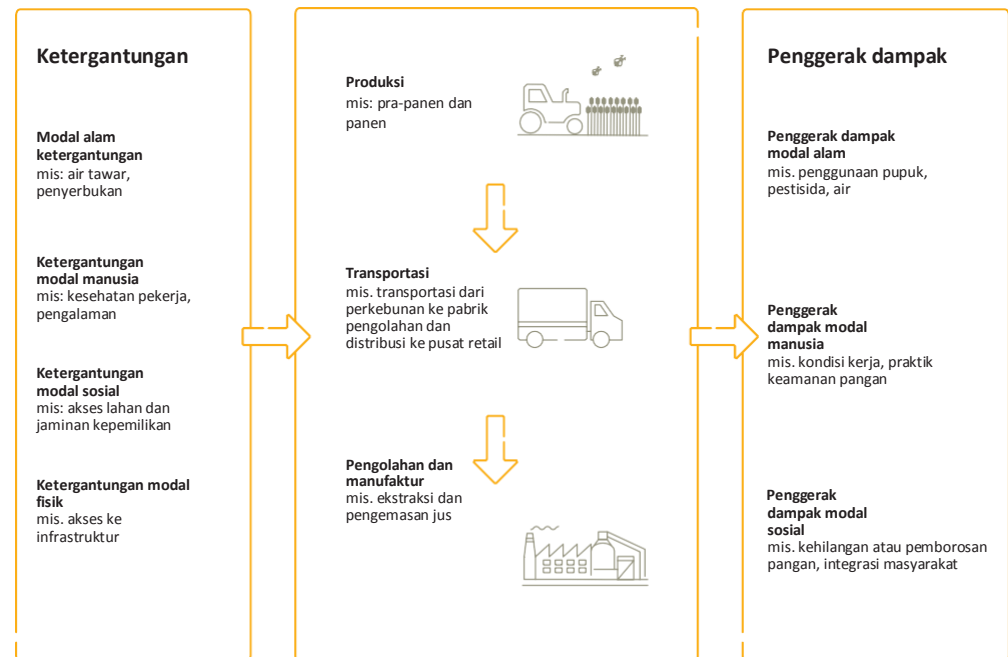 Ketergantungan
Modal alam
ketergantungan
mis: air tawar,
penyerbukan
Ketergantungan
modal manusia
mis: kesehatan pekerja,
pengalaman
Ketergantungan
modal sosial
mis: akses lahan dan
jaminan kepemilikan
Ketergantungan modal
fisik
mis. akses ke
infrastruktur
Produksi
mis: pra-panen dan
panen
Transportasi
mis. transportasi dari
perkebunan ke pabrik
pengolahan dan
distribusi ke pusat retail
Pengolahan dan
manufaktur
mis. ekstraksi dan
pengemasan jus
Penggerak dampak
Penggerak dampak
modal alam
mis. penggunaan pupuk,
pestisida, air
Penggerak
dampak modal
manusia
mis. kondisi kerja, praktik
keamanan pangan
Penggerak
dampak modal
sosial
mis. kehilangan atau pemborosan
pangan, integrasi masyarakat